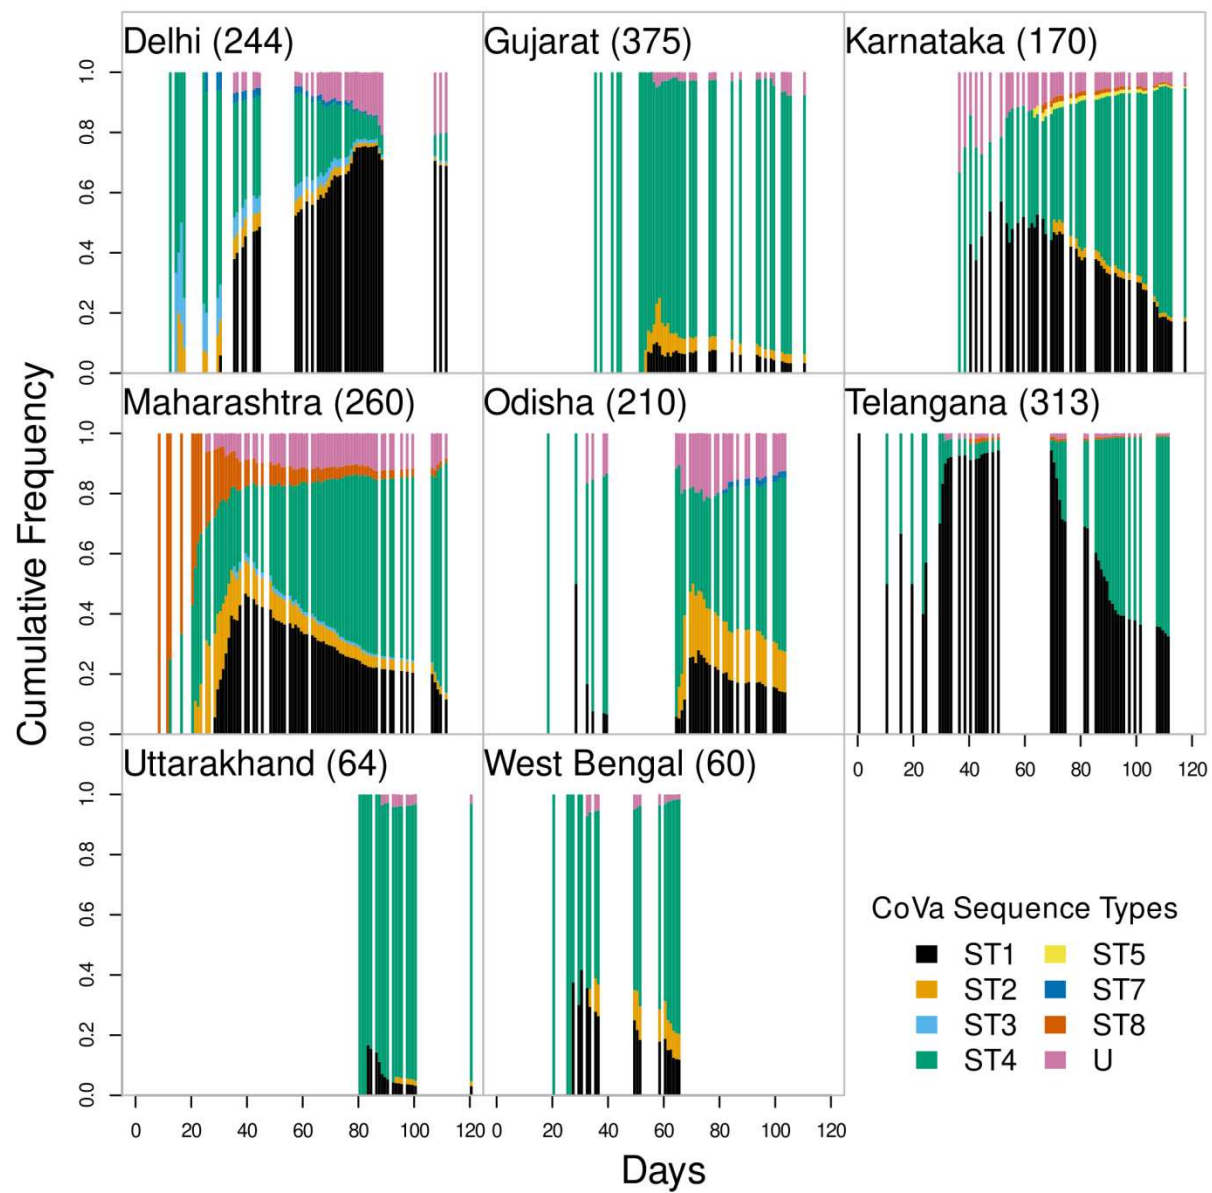 Delhi (244)
Gujarat (375)
Karnataka (170)
0.0 0.2 0.4 0.6 0.8 1.0
Maharashtra (260)
Odisha (210)
Telangana (313)
0.0 0.2 0.4 0.6 0.8 1.0
0 20 40 60 80 100 120
Cumulative Frequency
Uttarakhand (64)
West Bengal (60)
0.0 0.2 0.4 0.6 0.8 1.0
0 20 40 60 80 100 120
0 20 40 60 80 100 120
Days
CoVa Sequence Types
ST1 ST5
ST2 ST7
ST3 ST8
ST4 U